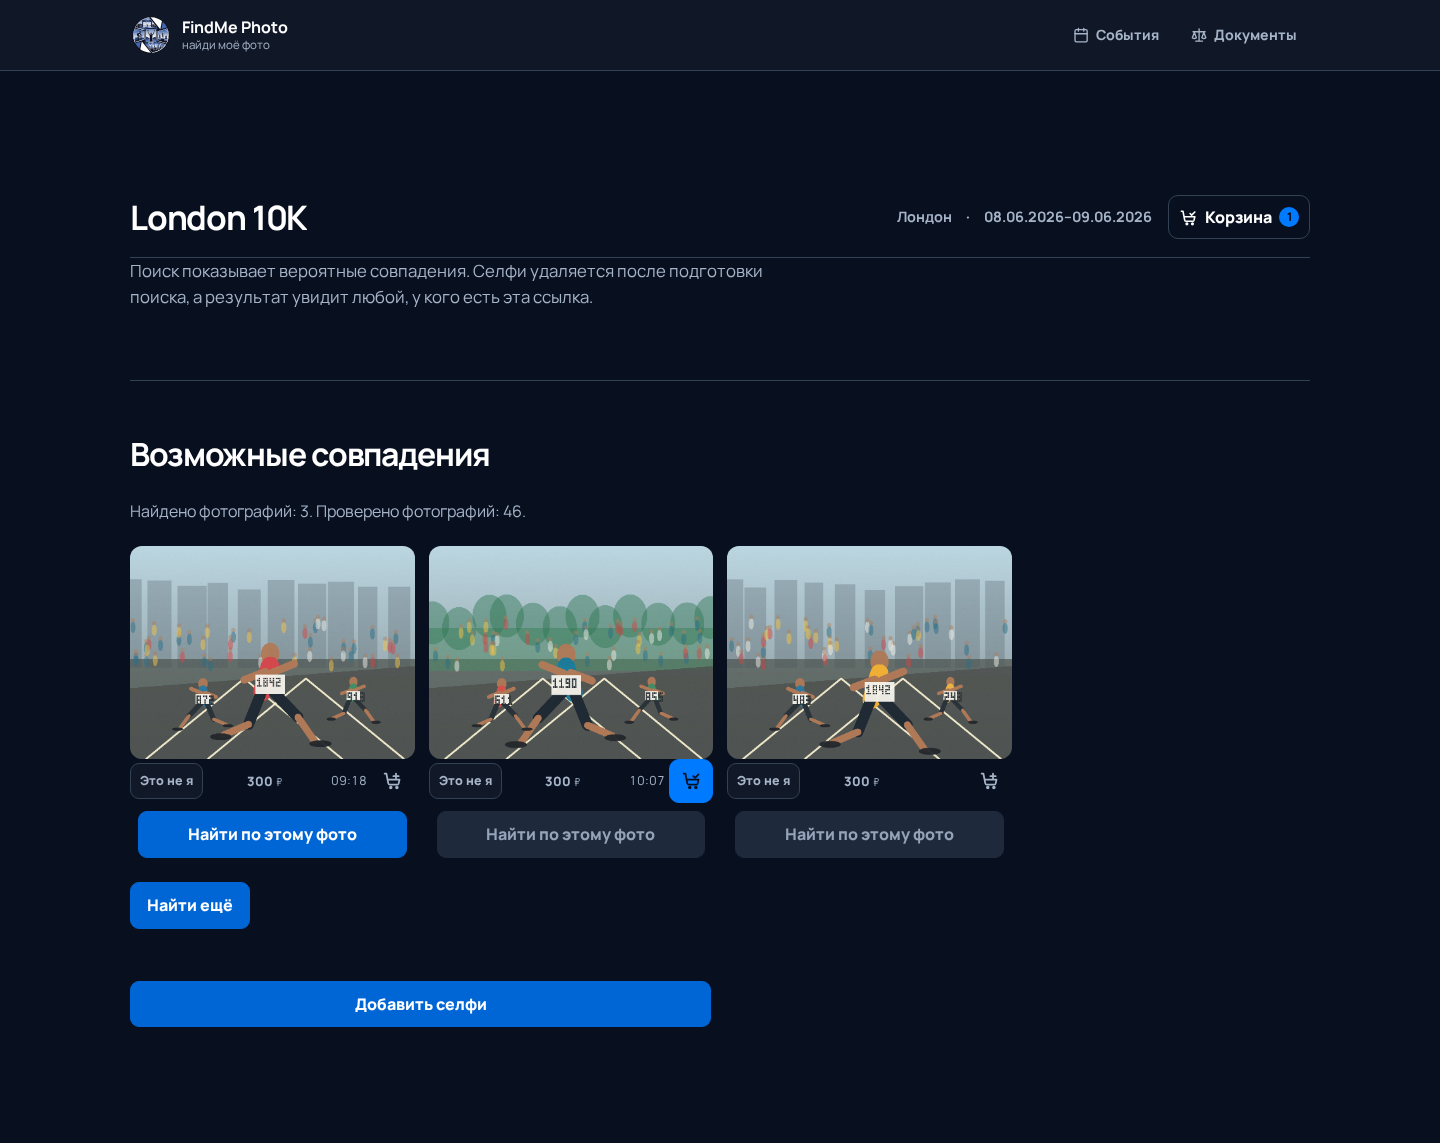 FindMe Photo
найди моё фото
События
Документы
London 10K
Лондон · 08.06.2026–09.06.2026
Корзина 1
Поиск показывает вероятные совпадения. Селфи удаляется после подготовки
поиска, а результат увидит любой, у кого есть эта ссылка.
Возможные совпадения
Найдено фотографий: 3. Проверено фотографий: 46.
1842
1190
1842
613
483
Это не я 300 ₽ 09:18
Это не я 300 ₽ 10:07
Это не я 300 ₽
Найти по этому фото
Найти по этому фото
Найти по этому фото
Найти ещё
Добавить селфи